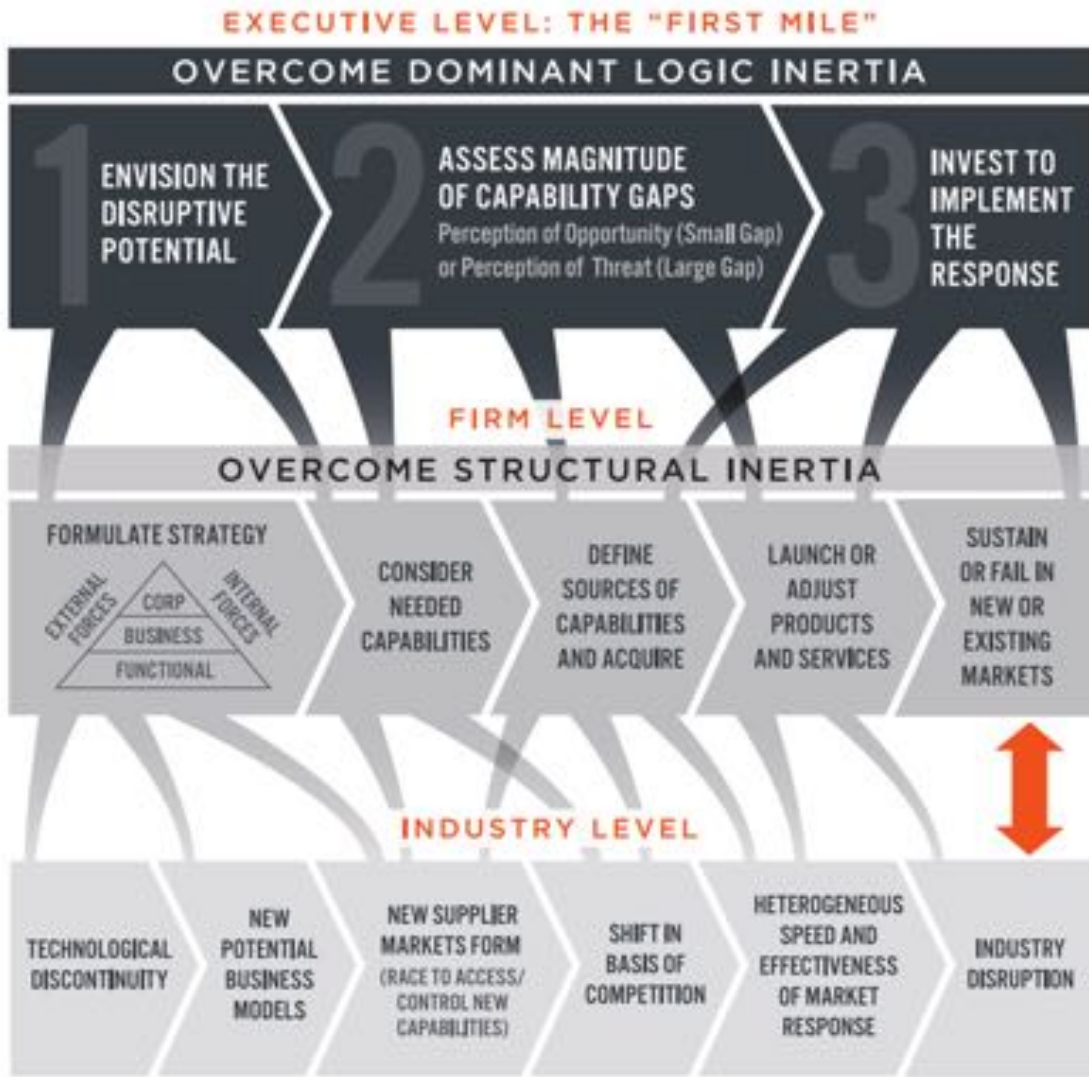 EXECUTIVE LEVEL: THE "FIRST MILE"
OVERCOME DOMINANT LOGIC INERTIA
1
ENVISION THE
DISRUPTIVE
POTENTIAL
2
ASSESS MAGNITUDE
OF CAPABILITY GAPS
Perception of Opportunity (Small Gap)
or Perception of Threat (Large Gap)
3
INVEST TO
IMPLEMENT
THE
RESPONSE
FIRM LEVEL
OVERCOME STRUCTURAL INERTIA
FORMULATE STRATEGY
EXTERNAL
FORCES
INTERNAL
FORCES
CORP
BUSINESS
FUNCTIONAL
CONSIDER
NEEDED
CAPABILITIES
DEFINE
SOURCES OF
CAPABILITIES
AND ACQUIRE
LAUNCH OR
ADJUST
PRODUCTS
AND SERVICES
SUSTAIN
OR FAIL IN
NEW OR
EXISTING
MARKETS
INDUSTRY LEVEL
TECHNOLOGICAL
DISCONTINUITY
NEW
POTENTIAL
BUSINESS
MODELS
NEW SUPPLIER
MARKETS FORM
(RACE TO ACCESS/
CONTROL NEW
CAPABILITIES)
SHIFT IN
BASIS OF
COMPETITION
HETEROGENEOUS
SPEED AND
EFFECTIVENESS
OF MARKET
RESPONSE
INDUSTRY
DISRUPTION